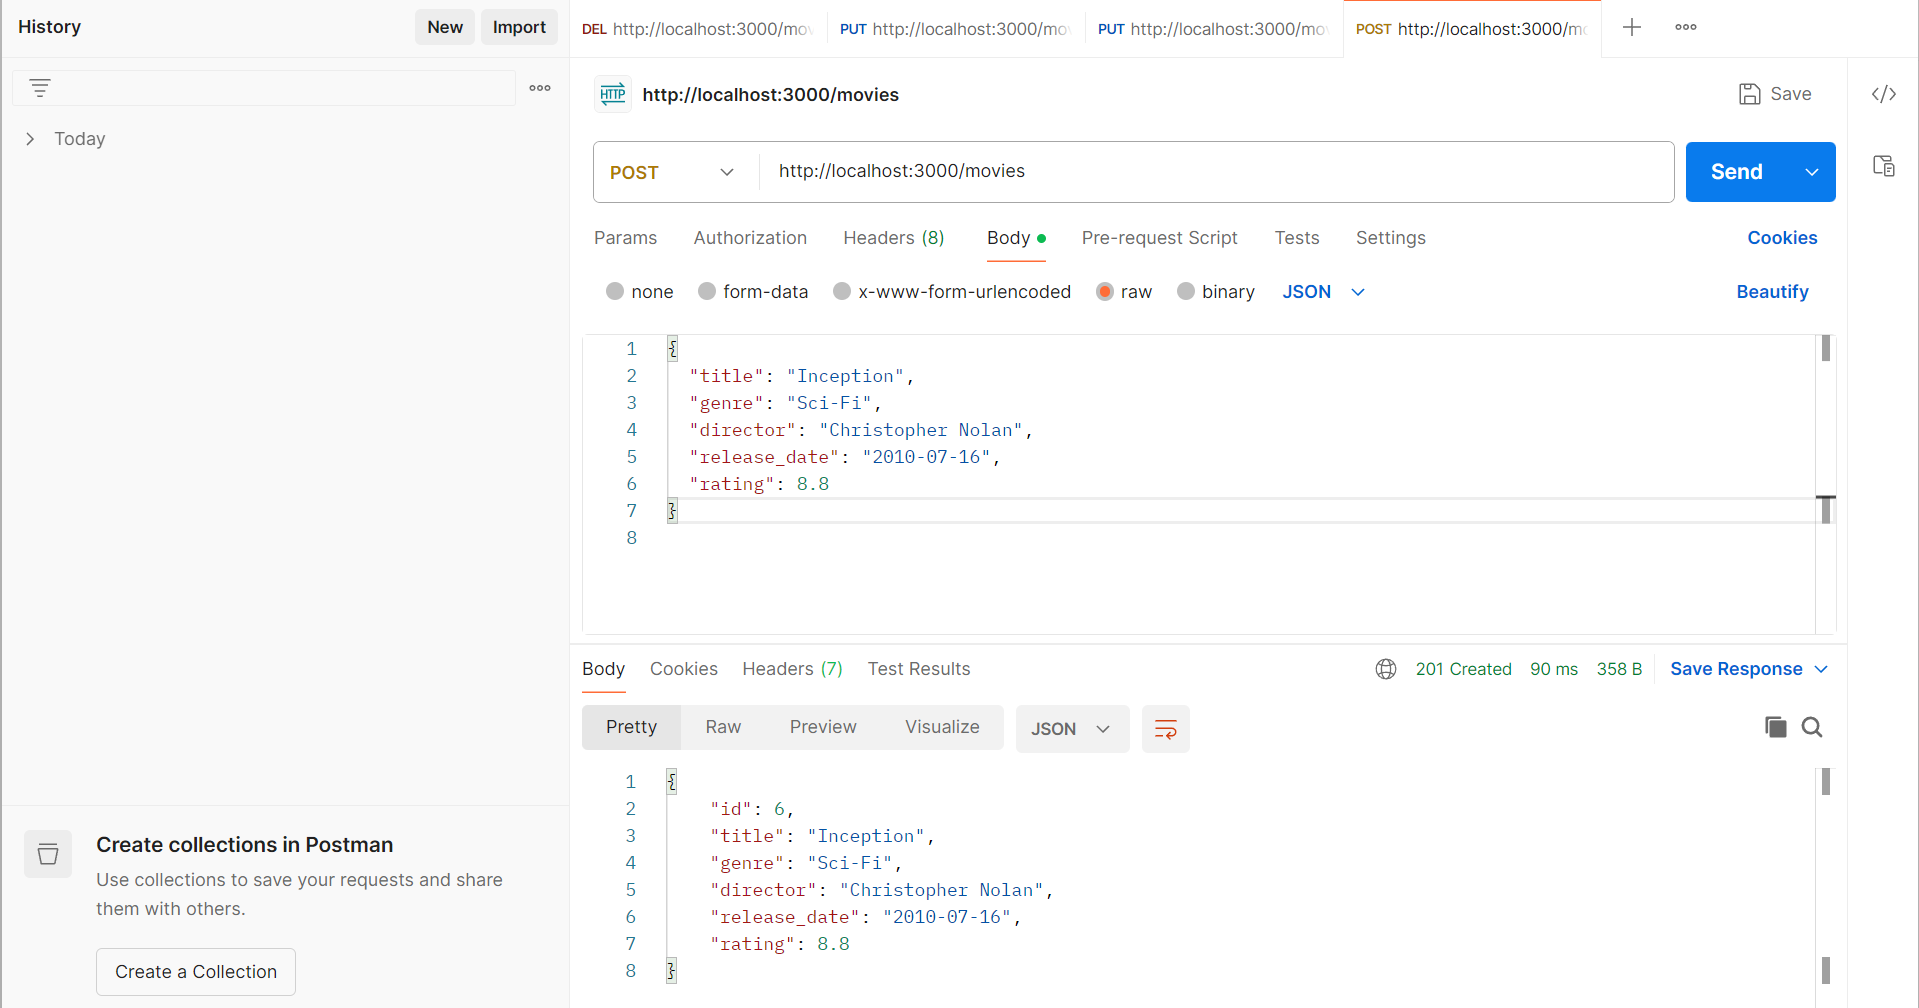 History
New
Import
Today
Create collections in Postman
Use collections to save your requests and share
them with others.
Create a Collection
DEL http://localhost:3000/mov
PUT http://localhost:3000/mov
PUT http://localhost:3000/mov
POST http://localhost:3000/mo
HTTP
http://localhost:3000/movies
Save
POST
http://localhost:3000/movies
Send
Params Authorization Headers (8) Body Pre-request Script Tests Settings Cookies
none form-data x-www-form-urlencoded raw binary JSON Beautify
1 {
2 "title": "Inception",
3 "genre": "Sci-Fi",
4 "director": "Christopher Nolan",
5 "release_date": "2010-07-16",
6 "rating": 8.8
7 }
8
Body Cookies Headers (7) Test Results 201 Created 90 ms 358 B Save Response
Pretty Raw Preview Visualize JSON
1 {
2 "id": 6,
3 "title": "Inception",
4 "genre": "Sci-Fi",
5 "director": "Christopher Nolan",
6 "release_date": "2010-07-16",
7 "rating": 8.8
8 }